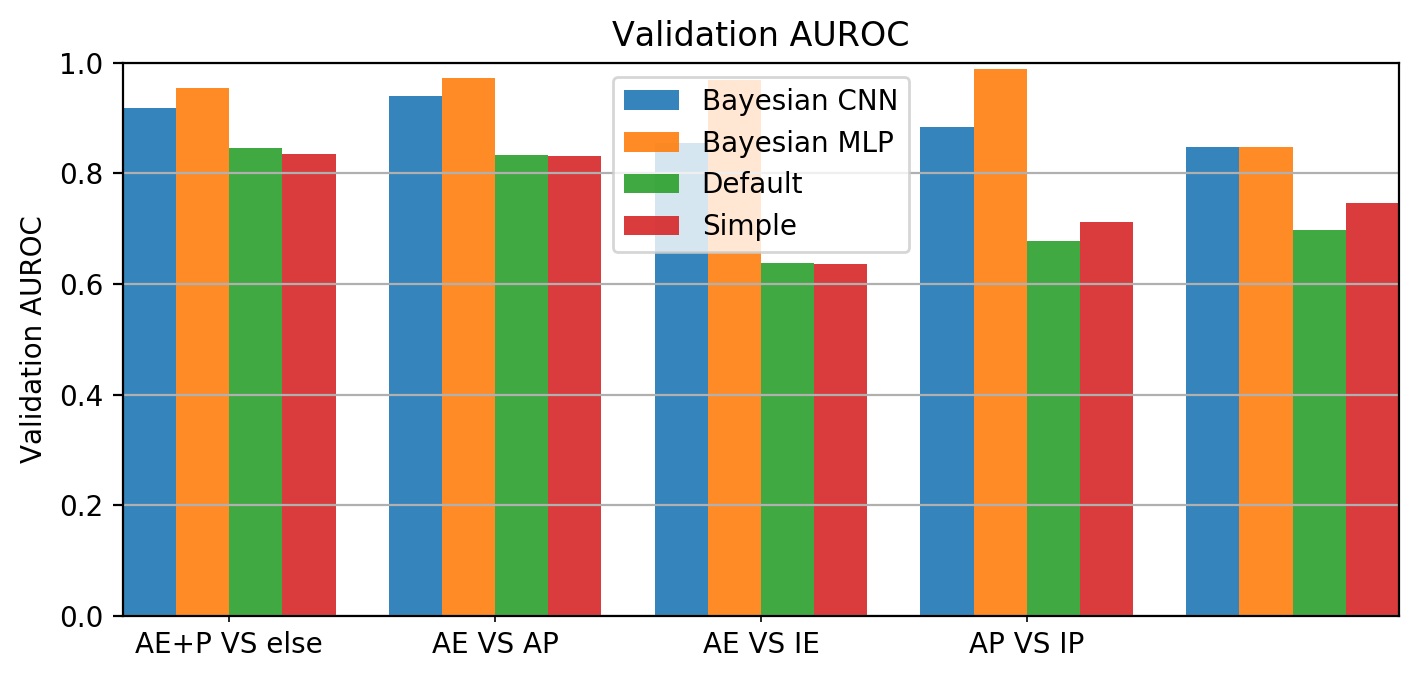 Validation AUROC
Validation AUROC
1.0
0.8
0.6
0.4
0.2
0.0
Bayesian CNN
Bayesian MLP
Default
Simple
AE+P VS else
AE VS AP
AE VS IE
AP VS IP